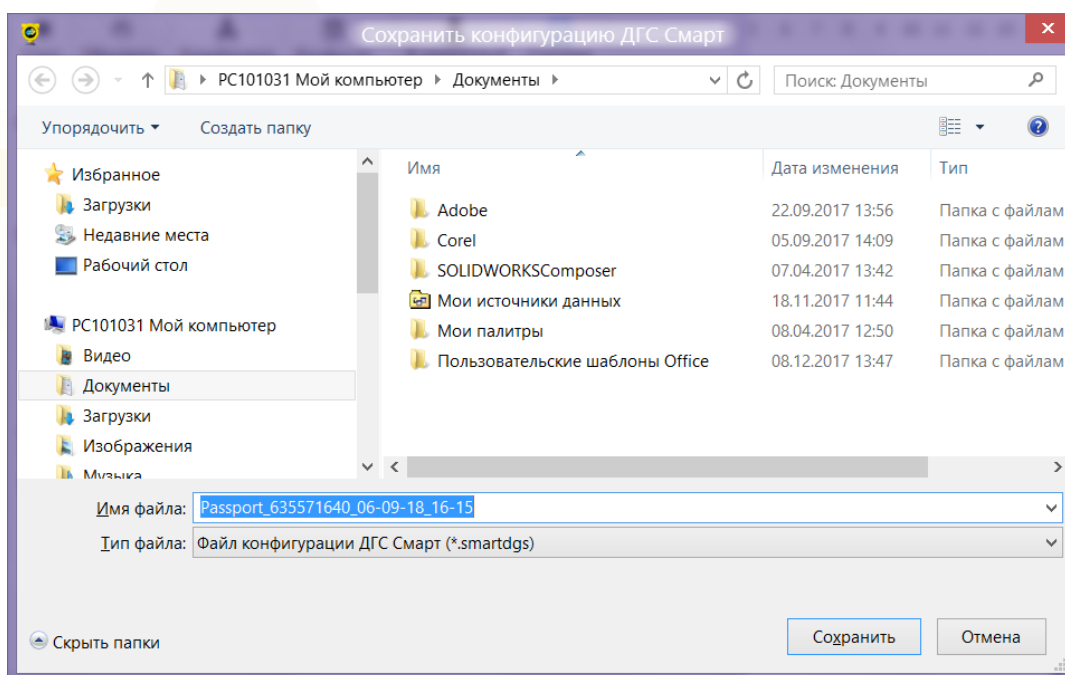 Сохранить конфигурацию ДГС Смарт
PC101031 Мой компьютер Документы
Поиск: Документы
Упорядочить Создать папку
Избранное
Загрузки
Недавние места
Рабочий стол
PC101031 Мой компьютер
Видео
Документы
Загрузки
Изображения
Музыка
Имя Дата изменения Тип
Adobe 22.09.2017 13:56 Папка с файлам
Corel 05.09.2017 14:09 Папка с файлам
SOLIDWORKSComposer 07.04.2017 13:42 Папка с файлам
Мои источники данных 18.11.2017 11:44 Папка с файлам
Мои палитры 08.04.2017 12:50 Папка с файлам
Пользовательские шаблоны Office 08.12.2017 13:47 Папка с файлам
Имя файла: Passport_635571640_06-09-18_16-15
Тип файла: Файл конфигурации ДГС Смарт (*.smartdgs)
Скрыть папки
Сохранить Отмена